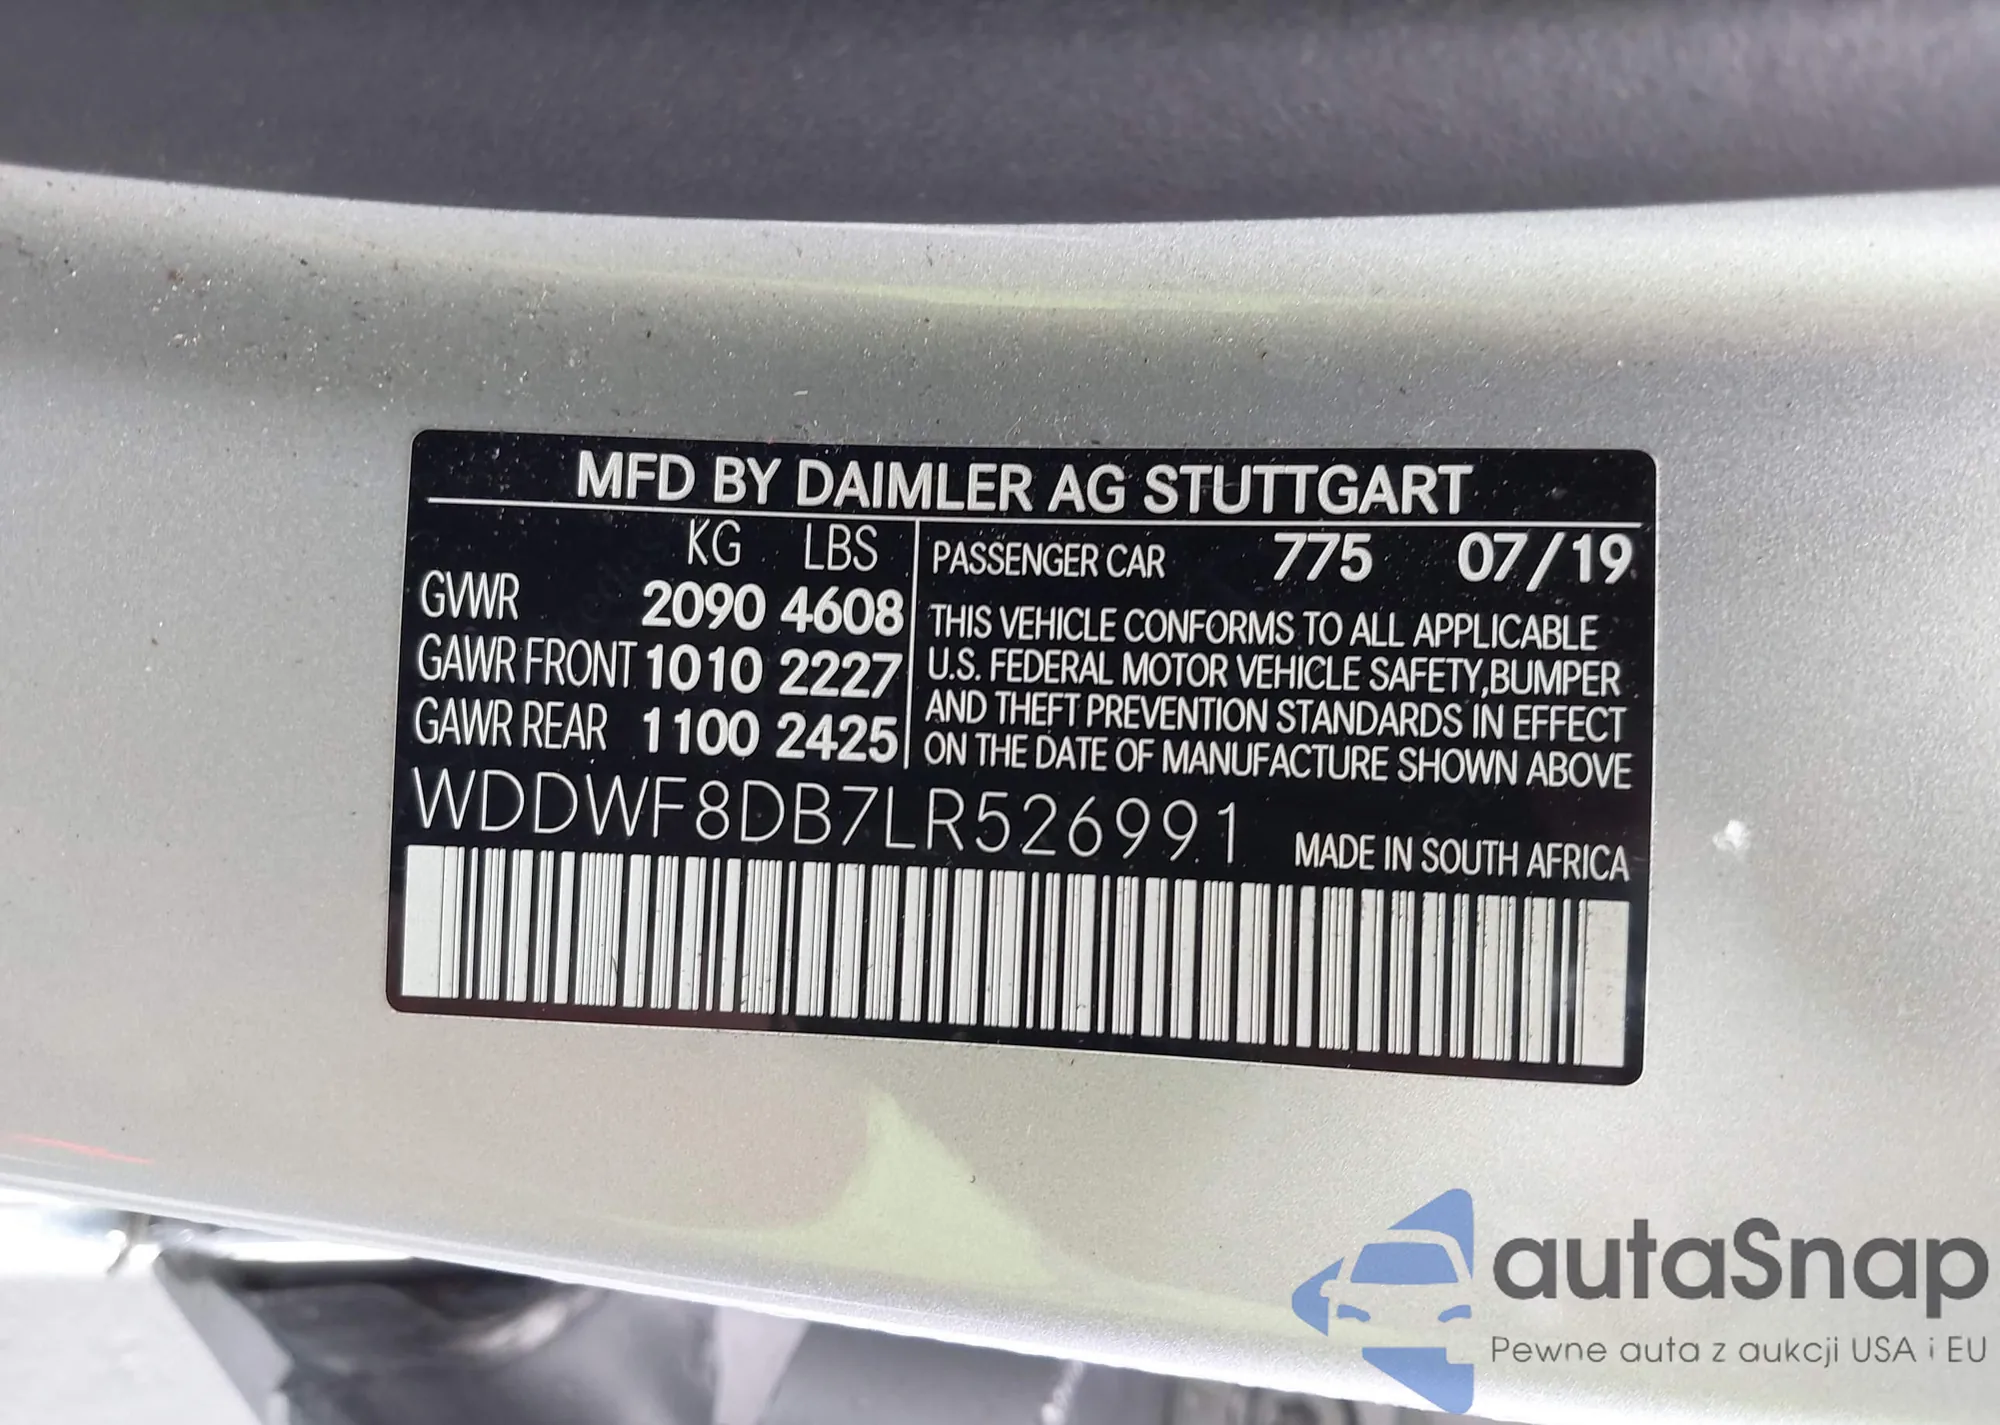 MFD BY DAIMLER AG STUTTGART
KG LBS
GVWR 2090 4608
GAWR FRONT 1010 2227
GAWR REAR 1100 2425
PASSENGER CAR 775 07/19
THIS VEHICLE CONFORMS TO ALL APPLICABLE
U.S. FEDERAL MOTOR VEHICLE SAFETY,BUMPER
AND THEFT PREVENTION STANDARDS IN EFFECT
ON THE DATE OF MANUFACTURE SHOWN ABOVE
WDDWF8DB7LR526991
MADE IN SOUTH AFRICA
autaSnap
Pewne auta z aukcji USA i EU